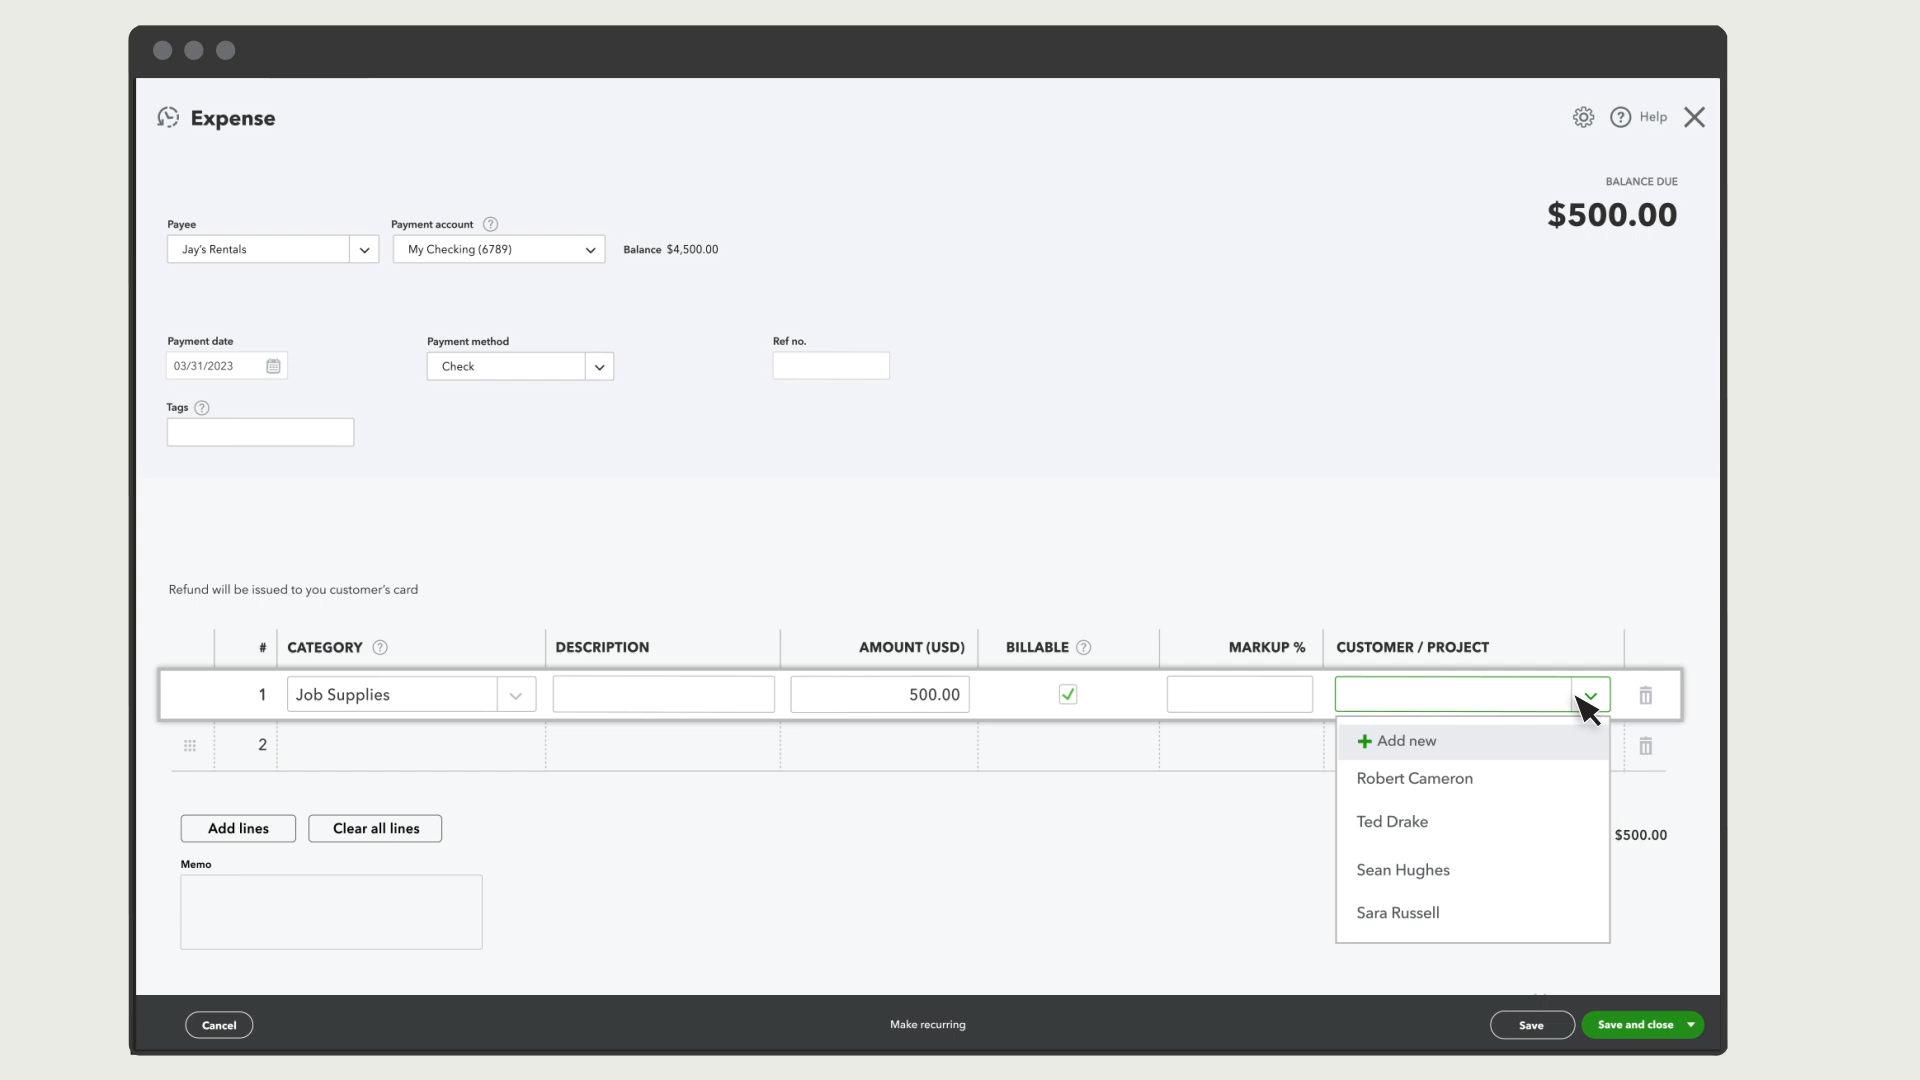 Expense
? Help
BALANCE DUE
$500.00
Payee
Payment account ?
Jay's Rentals
My Checking (6789)
Balance $4,500.00
Payment date
Payment method
Ref no.
03/31/2023
Check
Tags ?
Refund will be issued to you customer's card
# CATEGORY ? DESCRIPTION AMOUNT (USD) BILLABLE ? MARKUP % CUSTOMER / PROJECT
1 Job Supplies 500.00
2
+ Add new
Robert Cameron
Ted Drake
Sean Hughes
Sara Russell
Add lines
Clear all lines
$500.00
Memo
Cancel
Make recurring
Save
Save and close